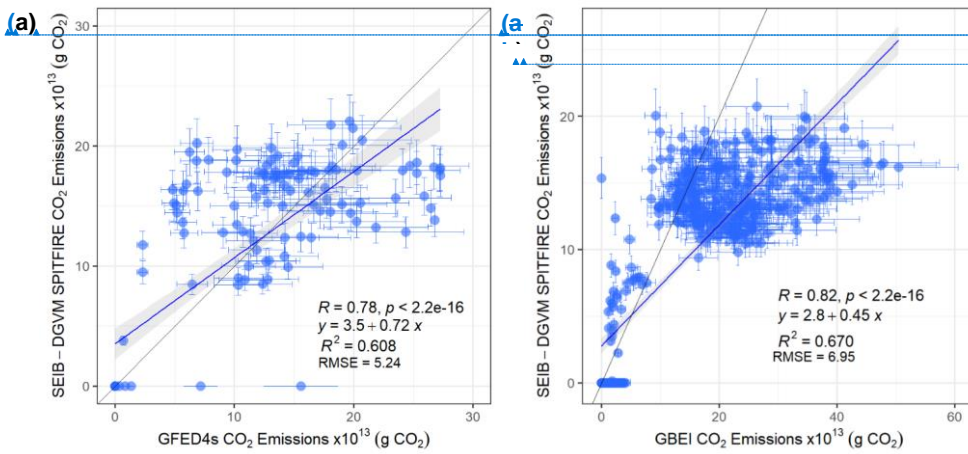 (a)
SEIB – DGVM SPITFIRE CO2 Emissions x10^13 (g CO2)
30
20
10
0
R = 0.78, p < 2.2e-16
y = 3.5 + 0.72 x
R^2 = 0.608
RMSE = 5.24
0 10 20 30
GFED4s CO2 Emissions x10^13 (g CO2)
(a
SEIB – DGVM SPITFIRE CO2 Emissions x10^13 (g CO2)
20
10
0
R = 0.82, p < 2.2e-16
y = 2.8 + 0.45 x
R^2 = 0.670
RMSE = 6.95
0 20 40 60
GBEI CO2 Emissions x10^13 (g CO2)